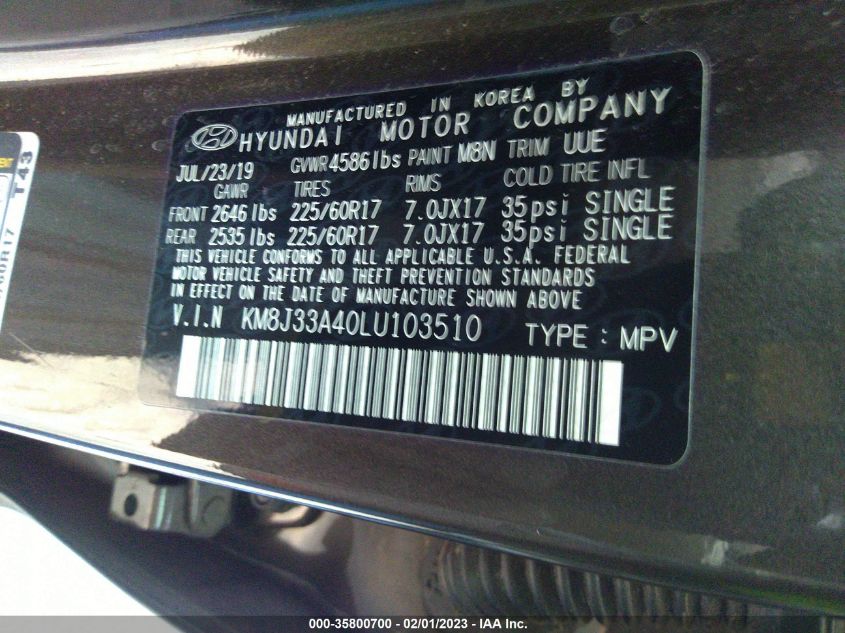 MANUFACTURED IN KOREA BY
HYUNDAI MOTOR COMPANY
JUL/23/19 GVWR 4586 lbs PAINT M8N TRIM UUE
GAWR TIRES RIMS COLD TIRE INFL
FRONT 2646 lbs 225/60R17 7.0JX17 35psi SINGLE
REAR 2535 lbs 225/60R17 7.0JX17 35psi SINGLE
THIS VEHICLE CONFORMS TO ALL APPLICABLE U.S.A. FEDERAL
MOTOR VEHICLE SAFETY AND THEFT PREVENTION STANDARDS
IN EFFECT ON THE DATE OF MANUFACTURE SHOWN ABOVE
V.I.N KM8J33A40LU103510 TYPE : MPV
T43
000-35800700 - 02/01/2023 - IAA Inc.